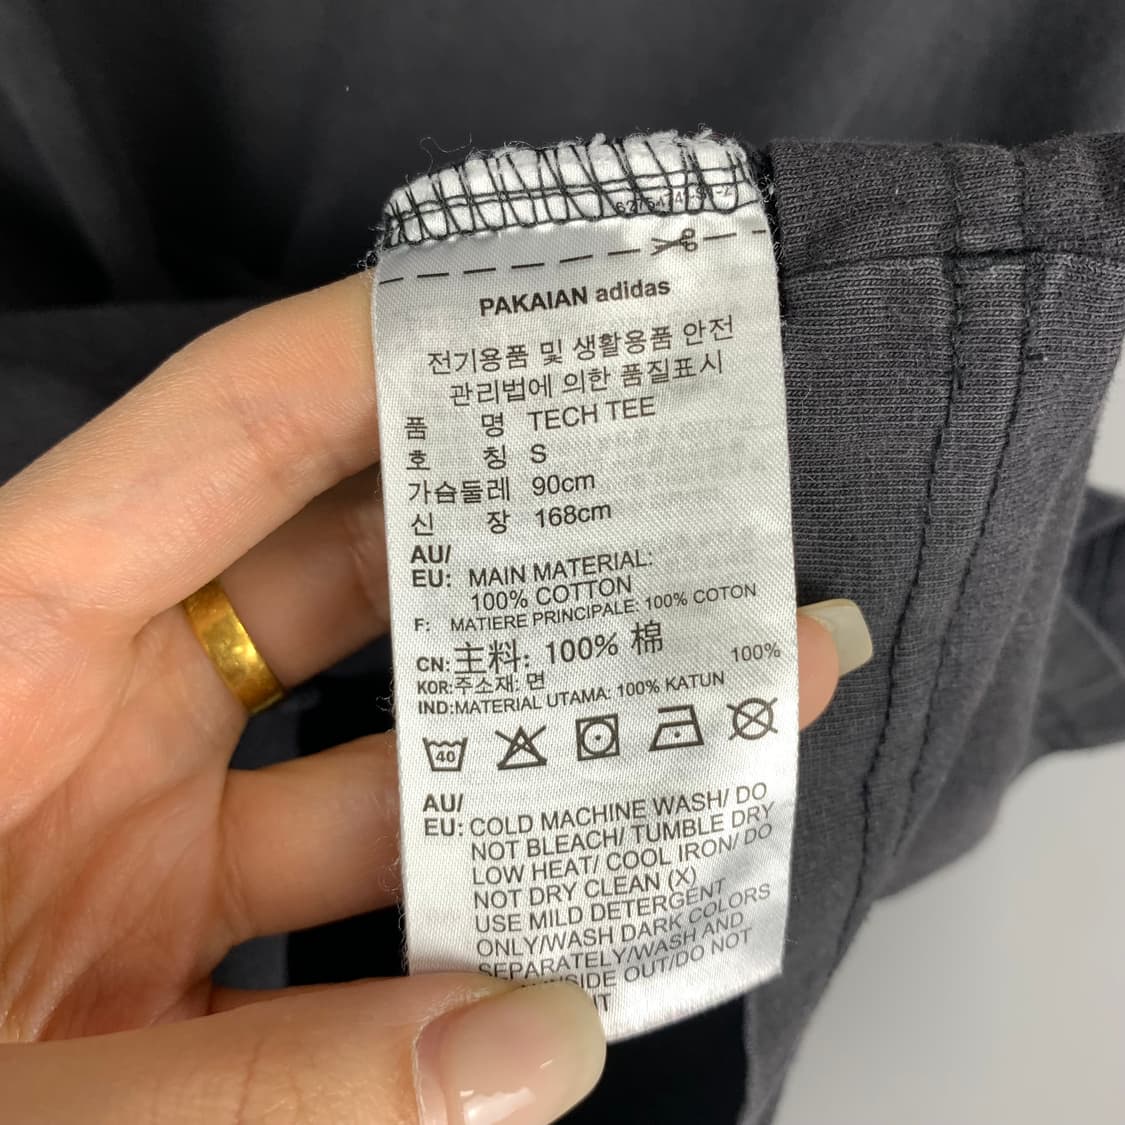 PAKAIAN adidas
전기용품 및 생활용품 안전
관리법에 의한 품질표시
품 명 TECH TEE
호 칭 S
가슴둘레 90cm
신 장 168cm
AU/
EU: MAIN MATERIAL:
100% COTTON
F: MATIERE PRINCIPALE: 100% COTON
CN: 主料: 100% 棉
KOR:주소재: 면 100%
IND:MATERIAL UTAMA: 100% KATUN
40
AU/
EU: COLD MACHINE WASH/ DO
NOT BLEACH/ TUMBLE DRY
LOW HEAT/ COOL IRON/ DO
NOT DRY CLEAN (X)
USE MILD DETERGENT
ONLY/WASH DARK COLORS
SEPARATELY/WASH AND
INSIDE OUT/DO NOT